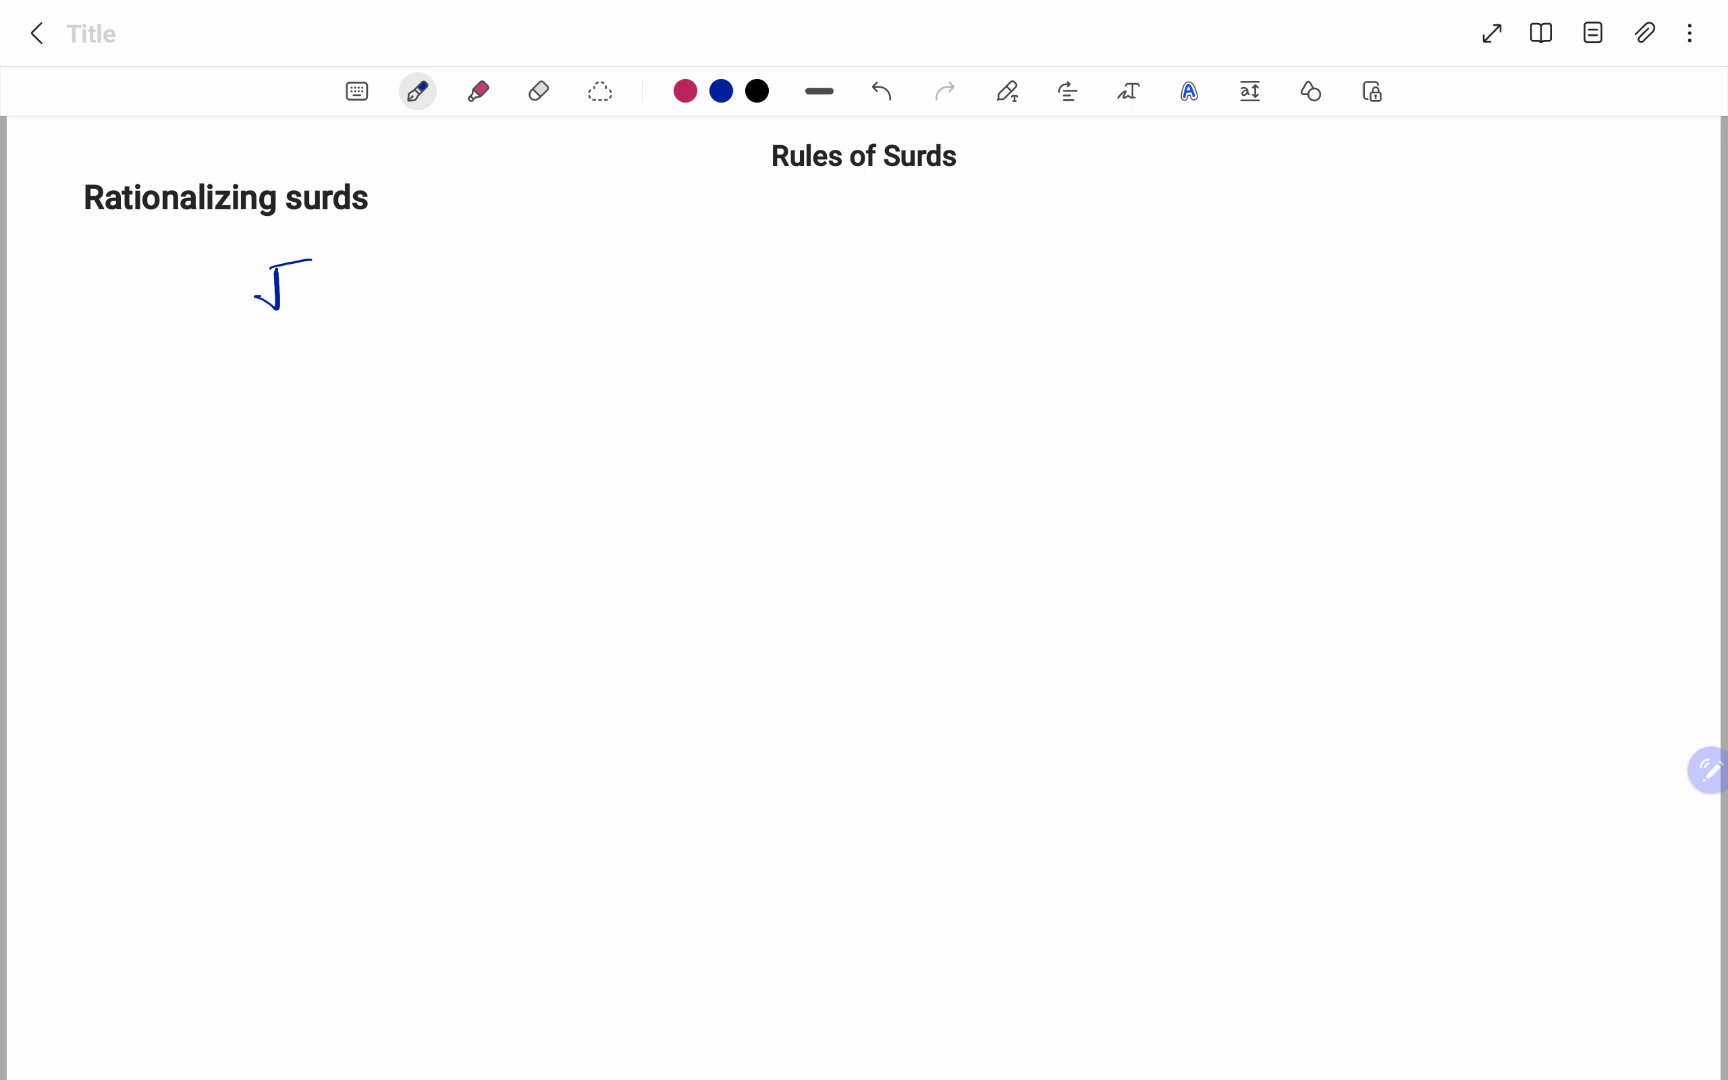 Title
Rules of Surds
Rationalizing surds
√